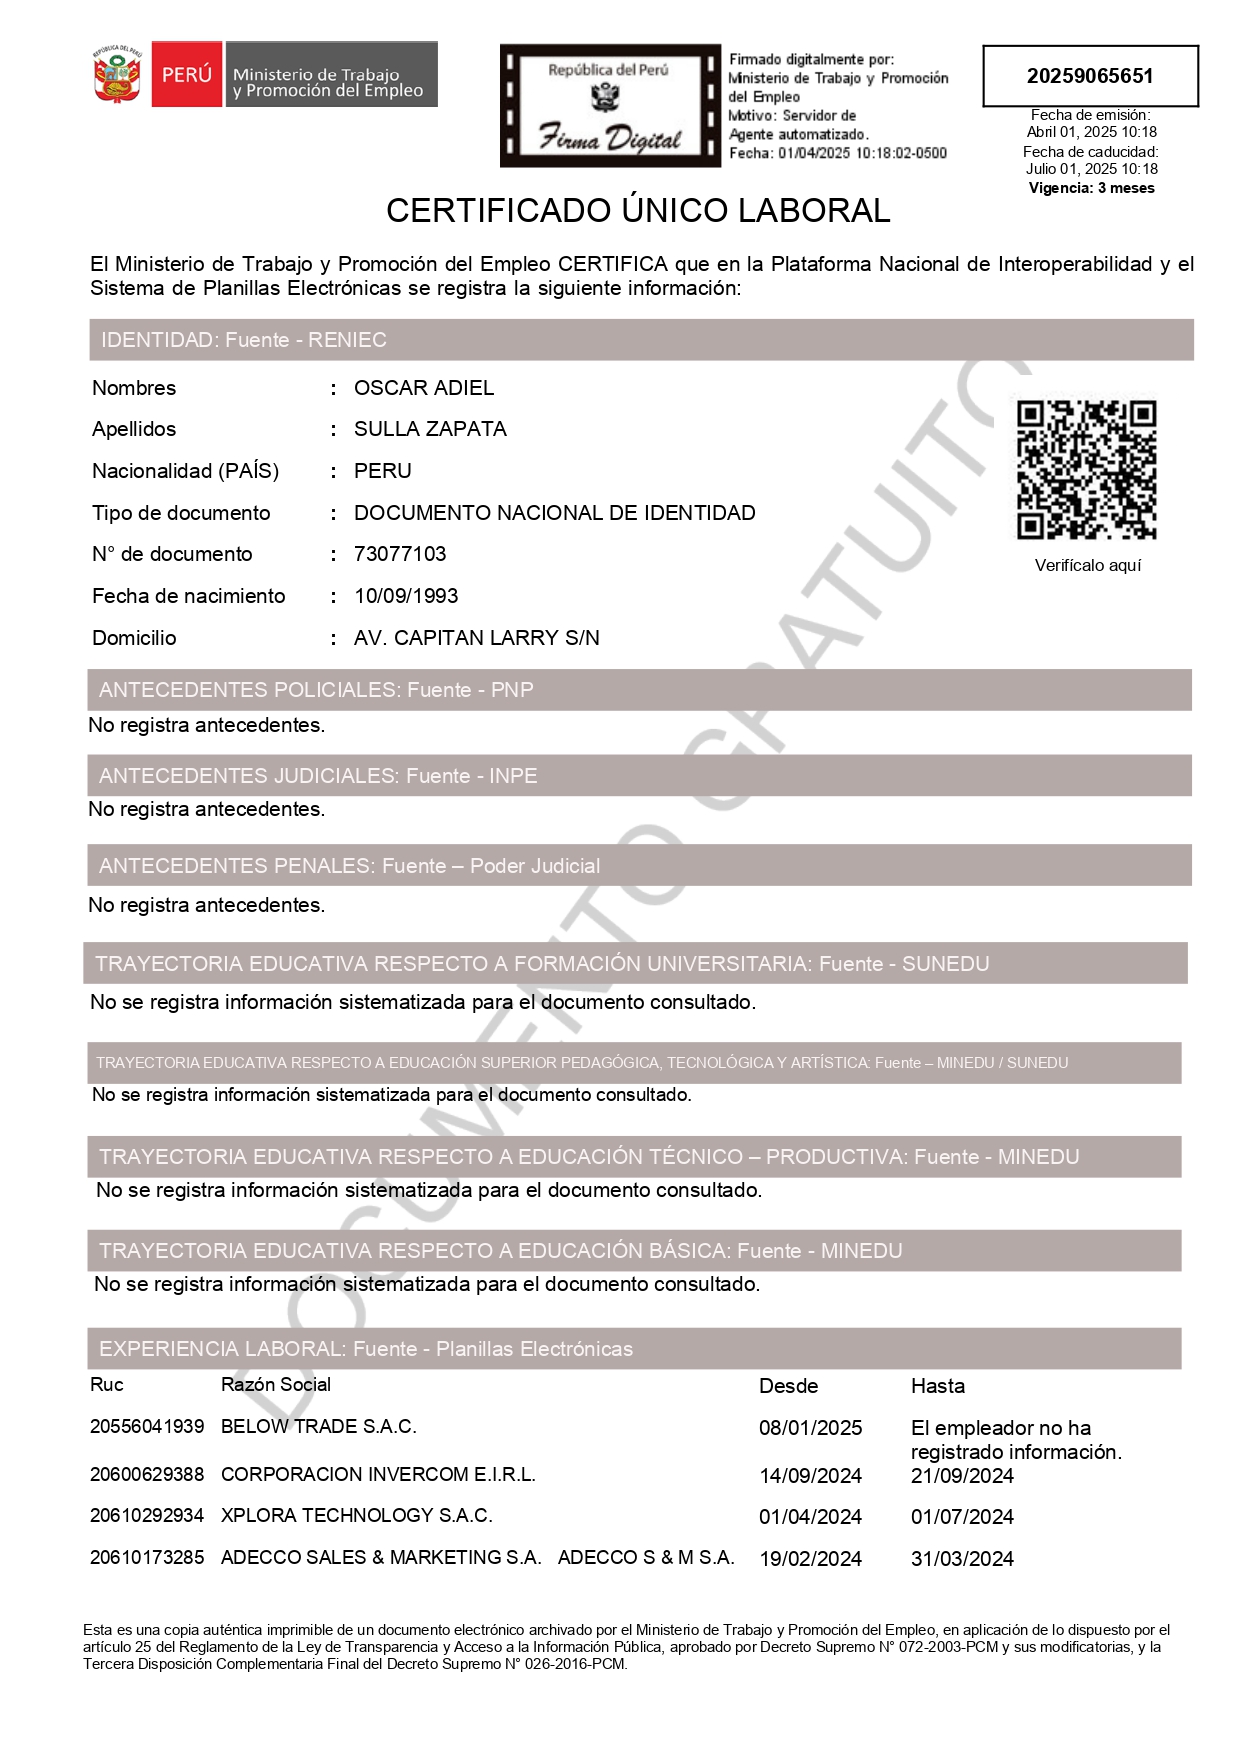 REPÚBLICA DEL PERÚ
PERÚ
Ministerio de Trabajo
y Promoción del Empleo
República del Perú
Firma Digital
Firmado digitalmente por:
Ministerio de Trabajo y Promoción
del Empleo
Motivo: Servidor de
Agente automatizado.
Fecha: 01/04/2025 10:18:02-0500
20259065651
Fecha de emisión:
Abril 01, 2025 10:18
Fecha de caducidad:
Julio 01, 2025 10:18
Vigencia: 3 meses
CERTIFICADO ÚNICO LABORAL
El Ministerio de Trabajo y Promoción del Empleo CERTIFICA que en la Plataforma Nacional de Interoperabilidad y el
Sistema de Planillas Electrónicas se registra la siguiente información:
IDENTIDAD: Fuente - RENIEC
Nombres : OSCAR ADIEL
Apellidos : SULLA ZAPATA
Nacionalidad (PAÍS) : PERU
Tipo de documento : DOCUMENTO NACIONAL DE IDENTIDAD
N° de documento : 73077103
Fecha de nacimiento : 10/09/1993
Domicilio : AV. CAPITAN LARRY S/N
Verifícalo aquí
DOCUMENTO GRATUITO
ANTECEDENTES POLICIALES: Fuente - PNP
No registra antecedentes.
ANTECEDENTES JUDICIALES: Fuente - INPE
No registra antecedentes.
ANTECEDENTES PENALES: Fuente – Poder Judicial
No registra antecedentes.
TRAYECTORIA EDUCATIVA RESPECTO A FORMACIÓN UNIVERSITARIA: Fuente - SUNEDU
No se registra información sistematizada para el documento consultado.
TRAYECTORIA EDUCATIVA RESPECTO A EDUCACIÓN SUPERIOR PEDAGÓGICA, TECNOLÓGICA Y ARTÍSTICA: Fuente – MINEDU / SUNEDU
No se registra información sistematizada para el documento consultado.
TRAYECTORIA EDUCATIVA RESPECTO A EDUCACIÓN TÉCNICO – PRODUCTIVA: Fuente - MINEDU
No se registra información sistematizada para el documento consultado.
TRAYECTORIA EDUCATIVA RESPECTO A EDUCACIÓN BÁSICA: Fuente - MINEDU
No se registra información sistematizada para el documento consultado.
EXPERIENCIA LABORAL: Fuente - Planillas Electrónicas
Ruc Razón Social Desde Hasta
20556041939 BELOW TRADE S.A.C. 08/01/2025 El empleador no ha
registrado información.
20600629388 CORPORACION INVERCOM E.I.R.L. 14/09/2024 21/09/2024
20610292934 XPLORA TECHNOLOGY S.A.C. 01/04/2024 01/07/2024
20610173285 ADECCO SALES & MARKETING S.A. ADECCO S & M S.A. 19/02/2024 31/03/2024
Esta es una copia auténtica imprimible de un documento electrónico archivado por el Ministerio de Trabajo y Promoción del Empleo, en aplicación de lo dispuesto por el
artículo 25 del Reglamento de la Ley de Transparencia y Acceso a la Información Pública, aprobado por Decreto Supremo N° 072-2003-PCM y sus modificatorias, y la
Tercera Disposición Complementaria Final del Decreto Supremo N° 026-2016-PCM.